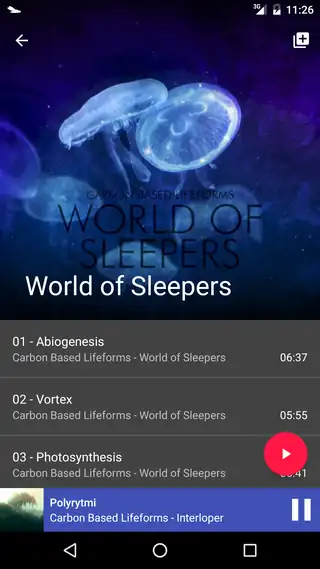 3G
11:26
CARBON BASED LIFEFORMS
WORLD OF
SLEEPERS
World of Sleepers
01 - Abiogenesis
Carbon Based Lifeforms - World of Sleepers 06:37
02 - Vortex
Carbon Based Lifeforms - World of Sleepers 05:55
03 - Photosynthesis
Carbon Based Lifeforms - World of Sleepers
Polyrytmi
Carbon Based Lifeforms - Interloper